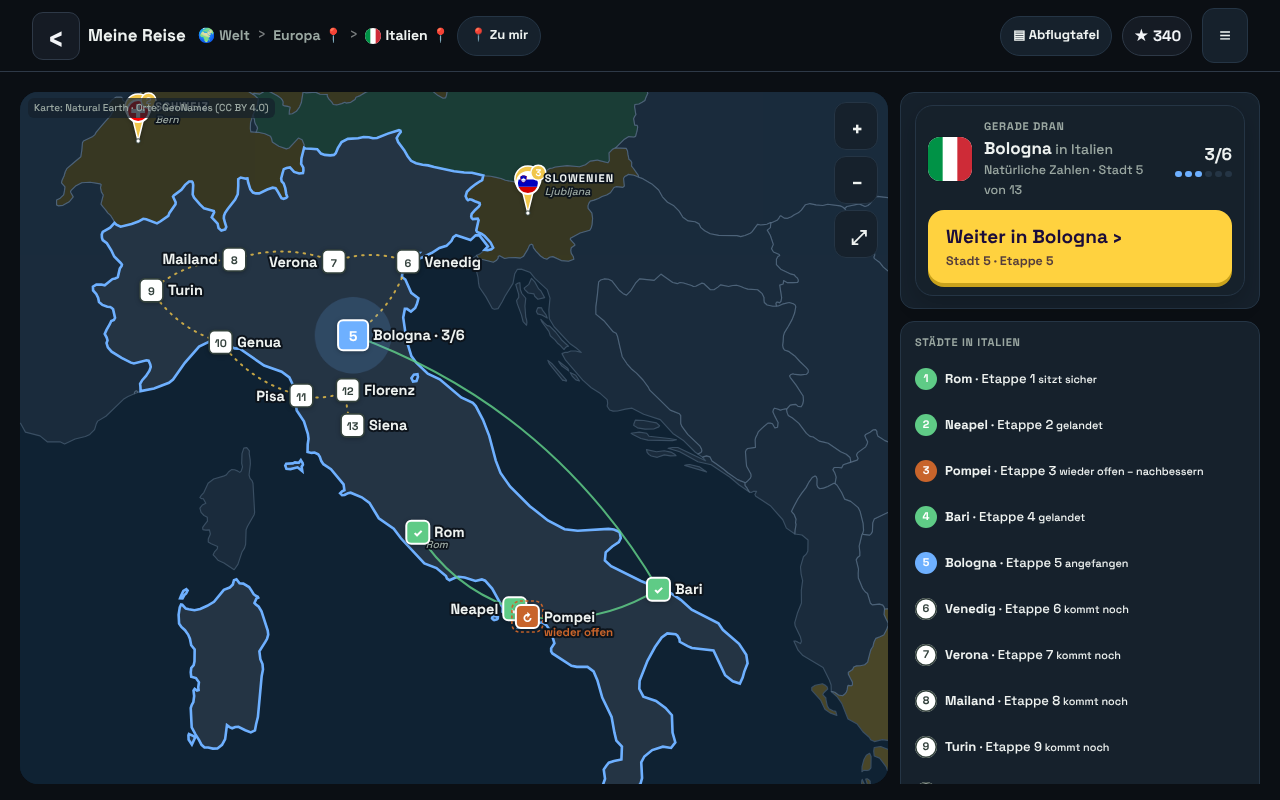 <
Meine Reise
Welt > Europa > Italien
Zu mir
Abflugtafel
★ 340
≡
Karte: Natural Earth · Orte: GeoNames (CC BY 4.0)
SCHWEIZ
Bern
3
SLOWENIEN
Ljubljana
+
–
Mailand 8
Verona 7
6 Venedig
9 Turin
5 Bologna · 3/6
10 Genua
12 Florenz
Pisa 11
13 Siena
Rom
Rom
Bari
Neapel
Pompei
wieder offen
GERADE DRAN
Bologna in Italien
3/6
Natürliche Zahlen · Stadt 5
von 13
Weiter in Bologna >
Stadt 5 · Etappe 5
STÄDTE IN ITALIEN
1 Rom · Etappe 1 sitzt sicher
2 Neapel · Etappe 2 gelandet
3 Pompei · Etappe 3 wieder offen – nachbessern
4 Bari · Etappe 4 gelandet
5 Bologna · Etappe 5 angefangen
6 Venedig · Etappe 6 kommt noch
7 Verona · Etappe 7 kommt noch
8 Mailand · Etappe 8 kommt noch
9 Turin · Etappe 9 kommt noch